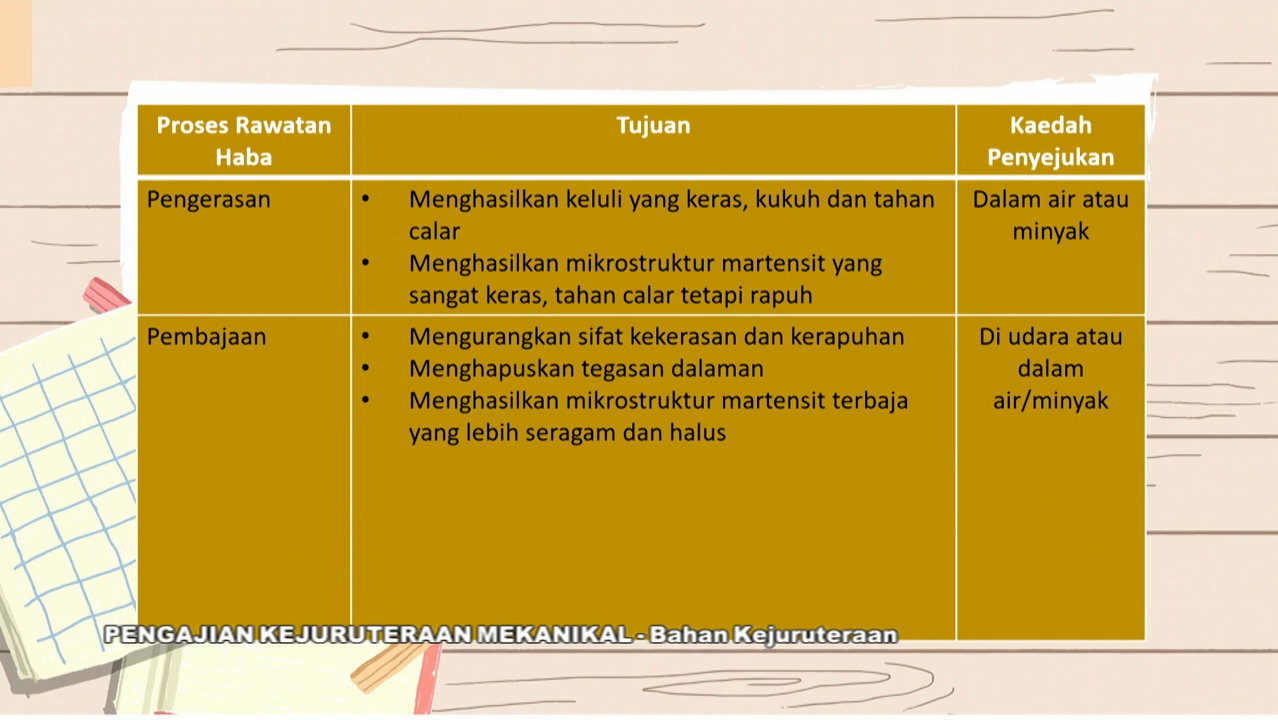 Proses Rawatan
Haba
Tujuan
Kaedah
Penyejukan
Pengerasan
• Menghasilkan keluli yang keras, kukuh dan tahan
calar
• Menghasilkan mikrostruktur martensit yang
sangat keras, tahan calar tetapi rapuh
Dalam air atau
minyak
Pembajaan
• Mengurangkan sifat kekerasan dan kerapuhan
• Menghapuskan tegasan dalaman
• Menghasilkan mikrostruktur martensit terbaja
yang lebih seragam dan halus
Di udara atau
dalam
air/minyak
PENGAJIAN KEJURUTERAAN MEKANIKAL - Bahan Kejuruteraan